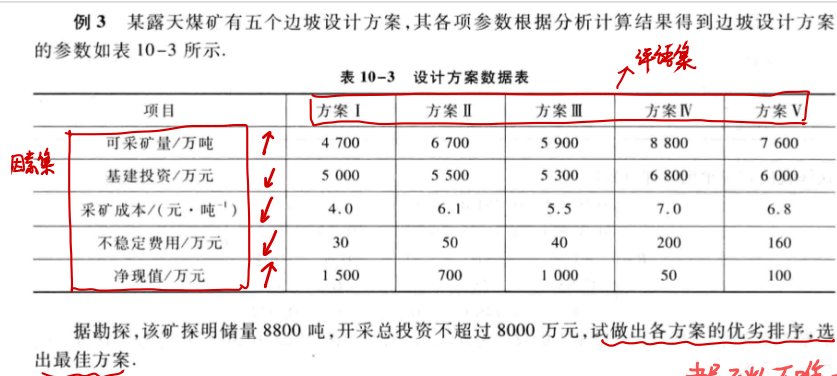 例 3 某露天煤矿有五个边坡设计方案,其各项参数根据分析计算结果得到边坡设计方案
的参数如表 10-3 所示.
评语集
表 10-3 设计方案数据表
项目 方案Ⅰ 方案Ⅱ 方案Ⅲ 方案Ⅳ 方案Ⅴ
因素集
可采矿量/万吨 ↑ 4 700 6 700 5 900 8 800 7 600
基建投资/万元 ↙ 5 000 5 500 5 300 6 800 6 000
采矿成本/(元·吨⁻¹) ↙ 4.0 6.1 5.5 7.0 6.8
不稳定费用/万元 ↙ 30 50 40 200 160
净现值/万元 ↑ 1 500 700 1 000 50 100
据勘探,该矿探明储量 8800 吨,开采总投资不超过 8000 万元,试做出各方案的优劣排序,选
出最佳方案.